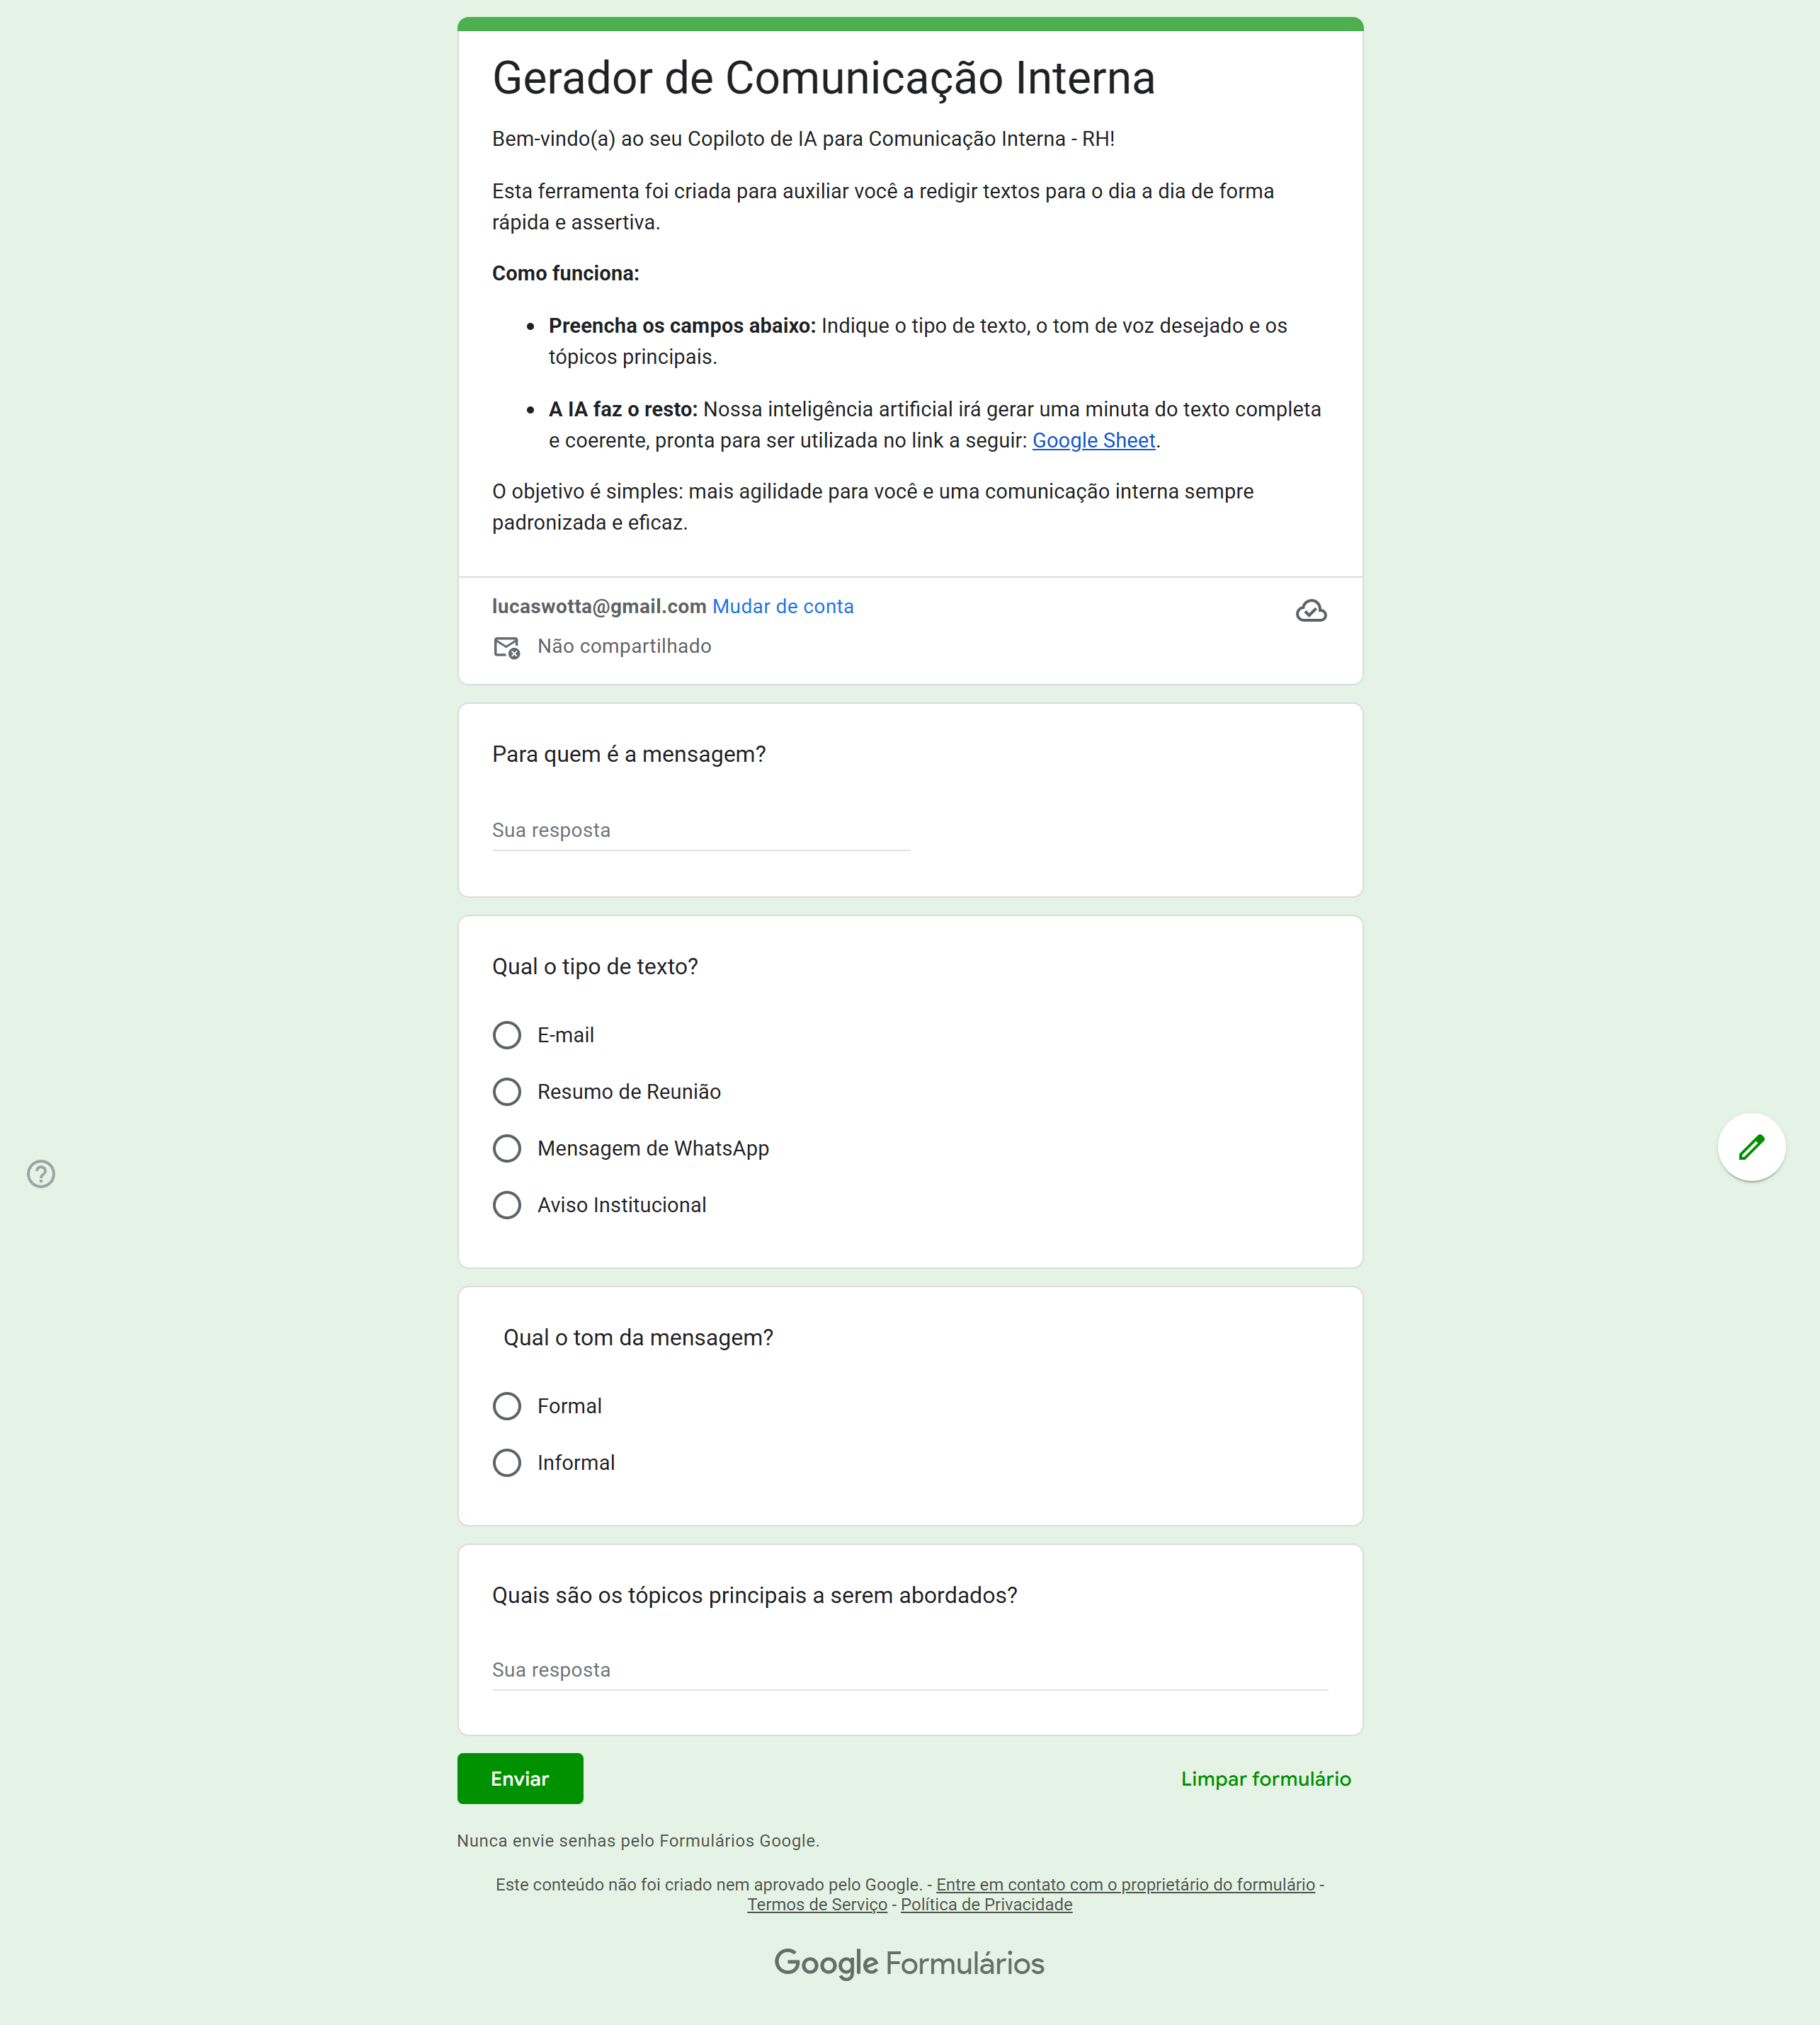 Gerador de Comunicação Interna
Bem-vindo(a) ao seu Copiloto de IA para Comunicação Interna - RH!
Esta ferramenta foi criada para auxiliar você a redigir textos para o dia a dia de forma
rápida e assertiva.
Como funciona:
Preencha os campos abaixo: Indique o tipo de texto, o tom de voz desejado e os
tópicos principais.
A IA faz o resto: Nossa inteligência artificial irá gerar uma minuta do texto completa
e coerente, pronta para ser utilizada no link a seguir: Google Sheet.
O objetivo é simples: mais agilidade para você e uma comunicação interna sempre
padronizada e eficaz.
lucaswotta@gmail.com Mudar de conta
Não compartilhado
Para quem é a mensagem?
Sua resposta
Qual o tipo de texto?
E-mail
Resumo de Reunião
Mensagem de WhatsApp
Aviso Institucional
Qual o tom da mensagem?
Formal
Informal
Quais são os tópicos principais a serem abordados?
Sua resposta
Enviar
Limpar formulário
Nunca envie senhas pelo Formulários Google.
Este conteúdo não foi criado nem aprovado pelo Google. - Entre em contato com o proprietário do formulário -
Termos de Serviço - Política de Privacidade
Google Formulários